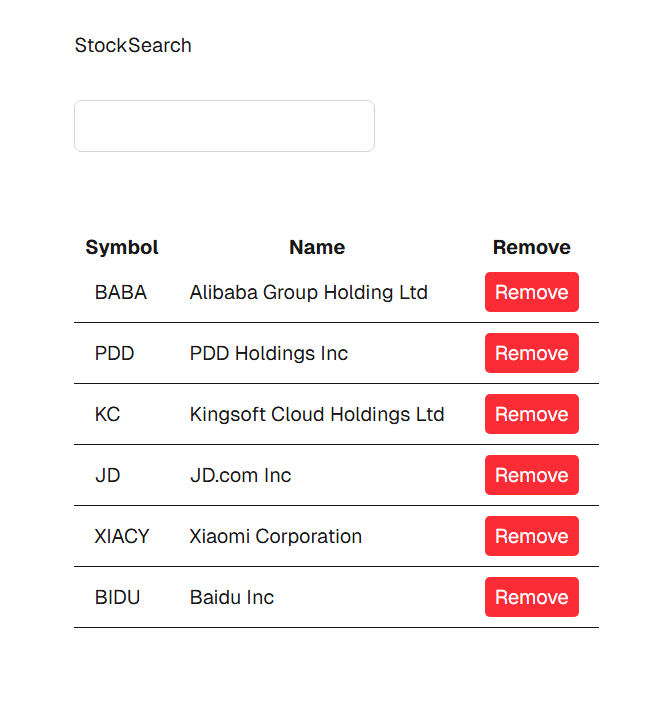 StockSearch
Symbol Name Remove
BABA Alibaba Group Holding Ltd Remove
PDD PDD Holdings Inc Remove
KC Kingsoft Cloud Holdings Ltd Remove
JD JD.com Inc Remove
XIACY Xiaomi Corporation Remove
BIDU Baidu Inc Remove